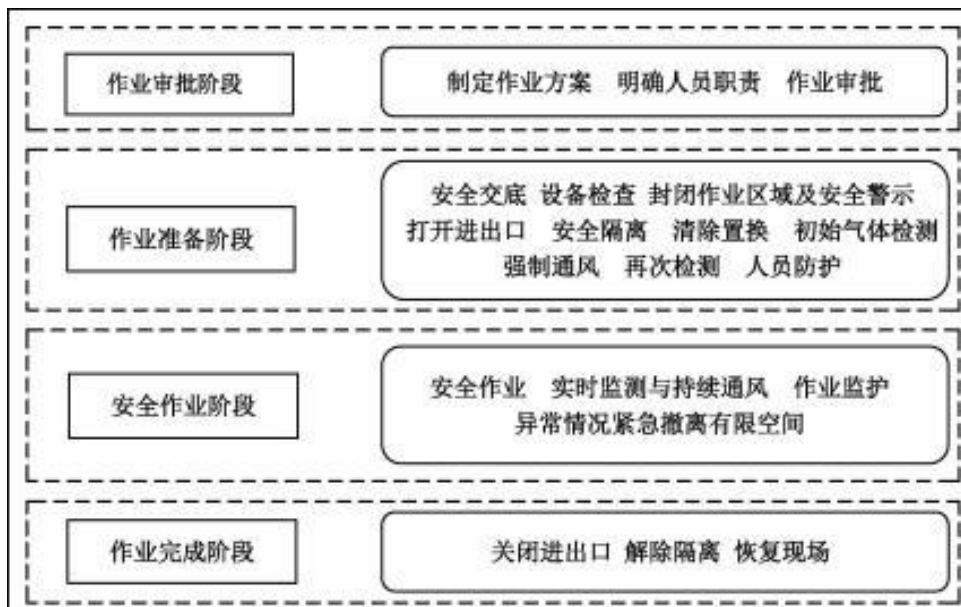 作业审批阶段
制定作业方案 明确人员职责 作业审批
作业准备阶段
安全交底 设备检查 封闭作业区域及安全警示
打开进出口 安全隔离 清除置换 初始气体检测
强制通风 再次检测 人员防护
安全作业阶段
安全作业 实时监测与持续通风 作业监护
异常情况紧急撤离有限空间
作业完成阶段
关闭进出口 解除隔离 恢复现场